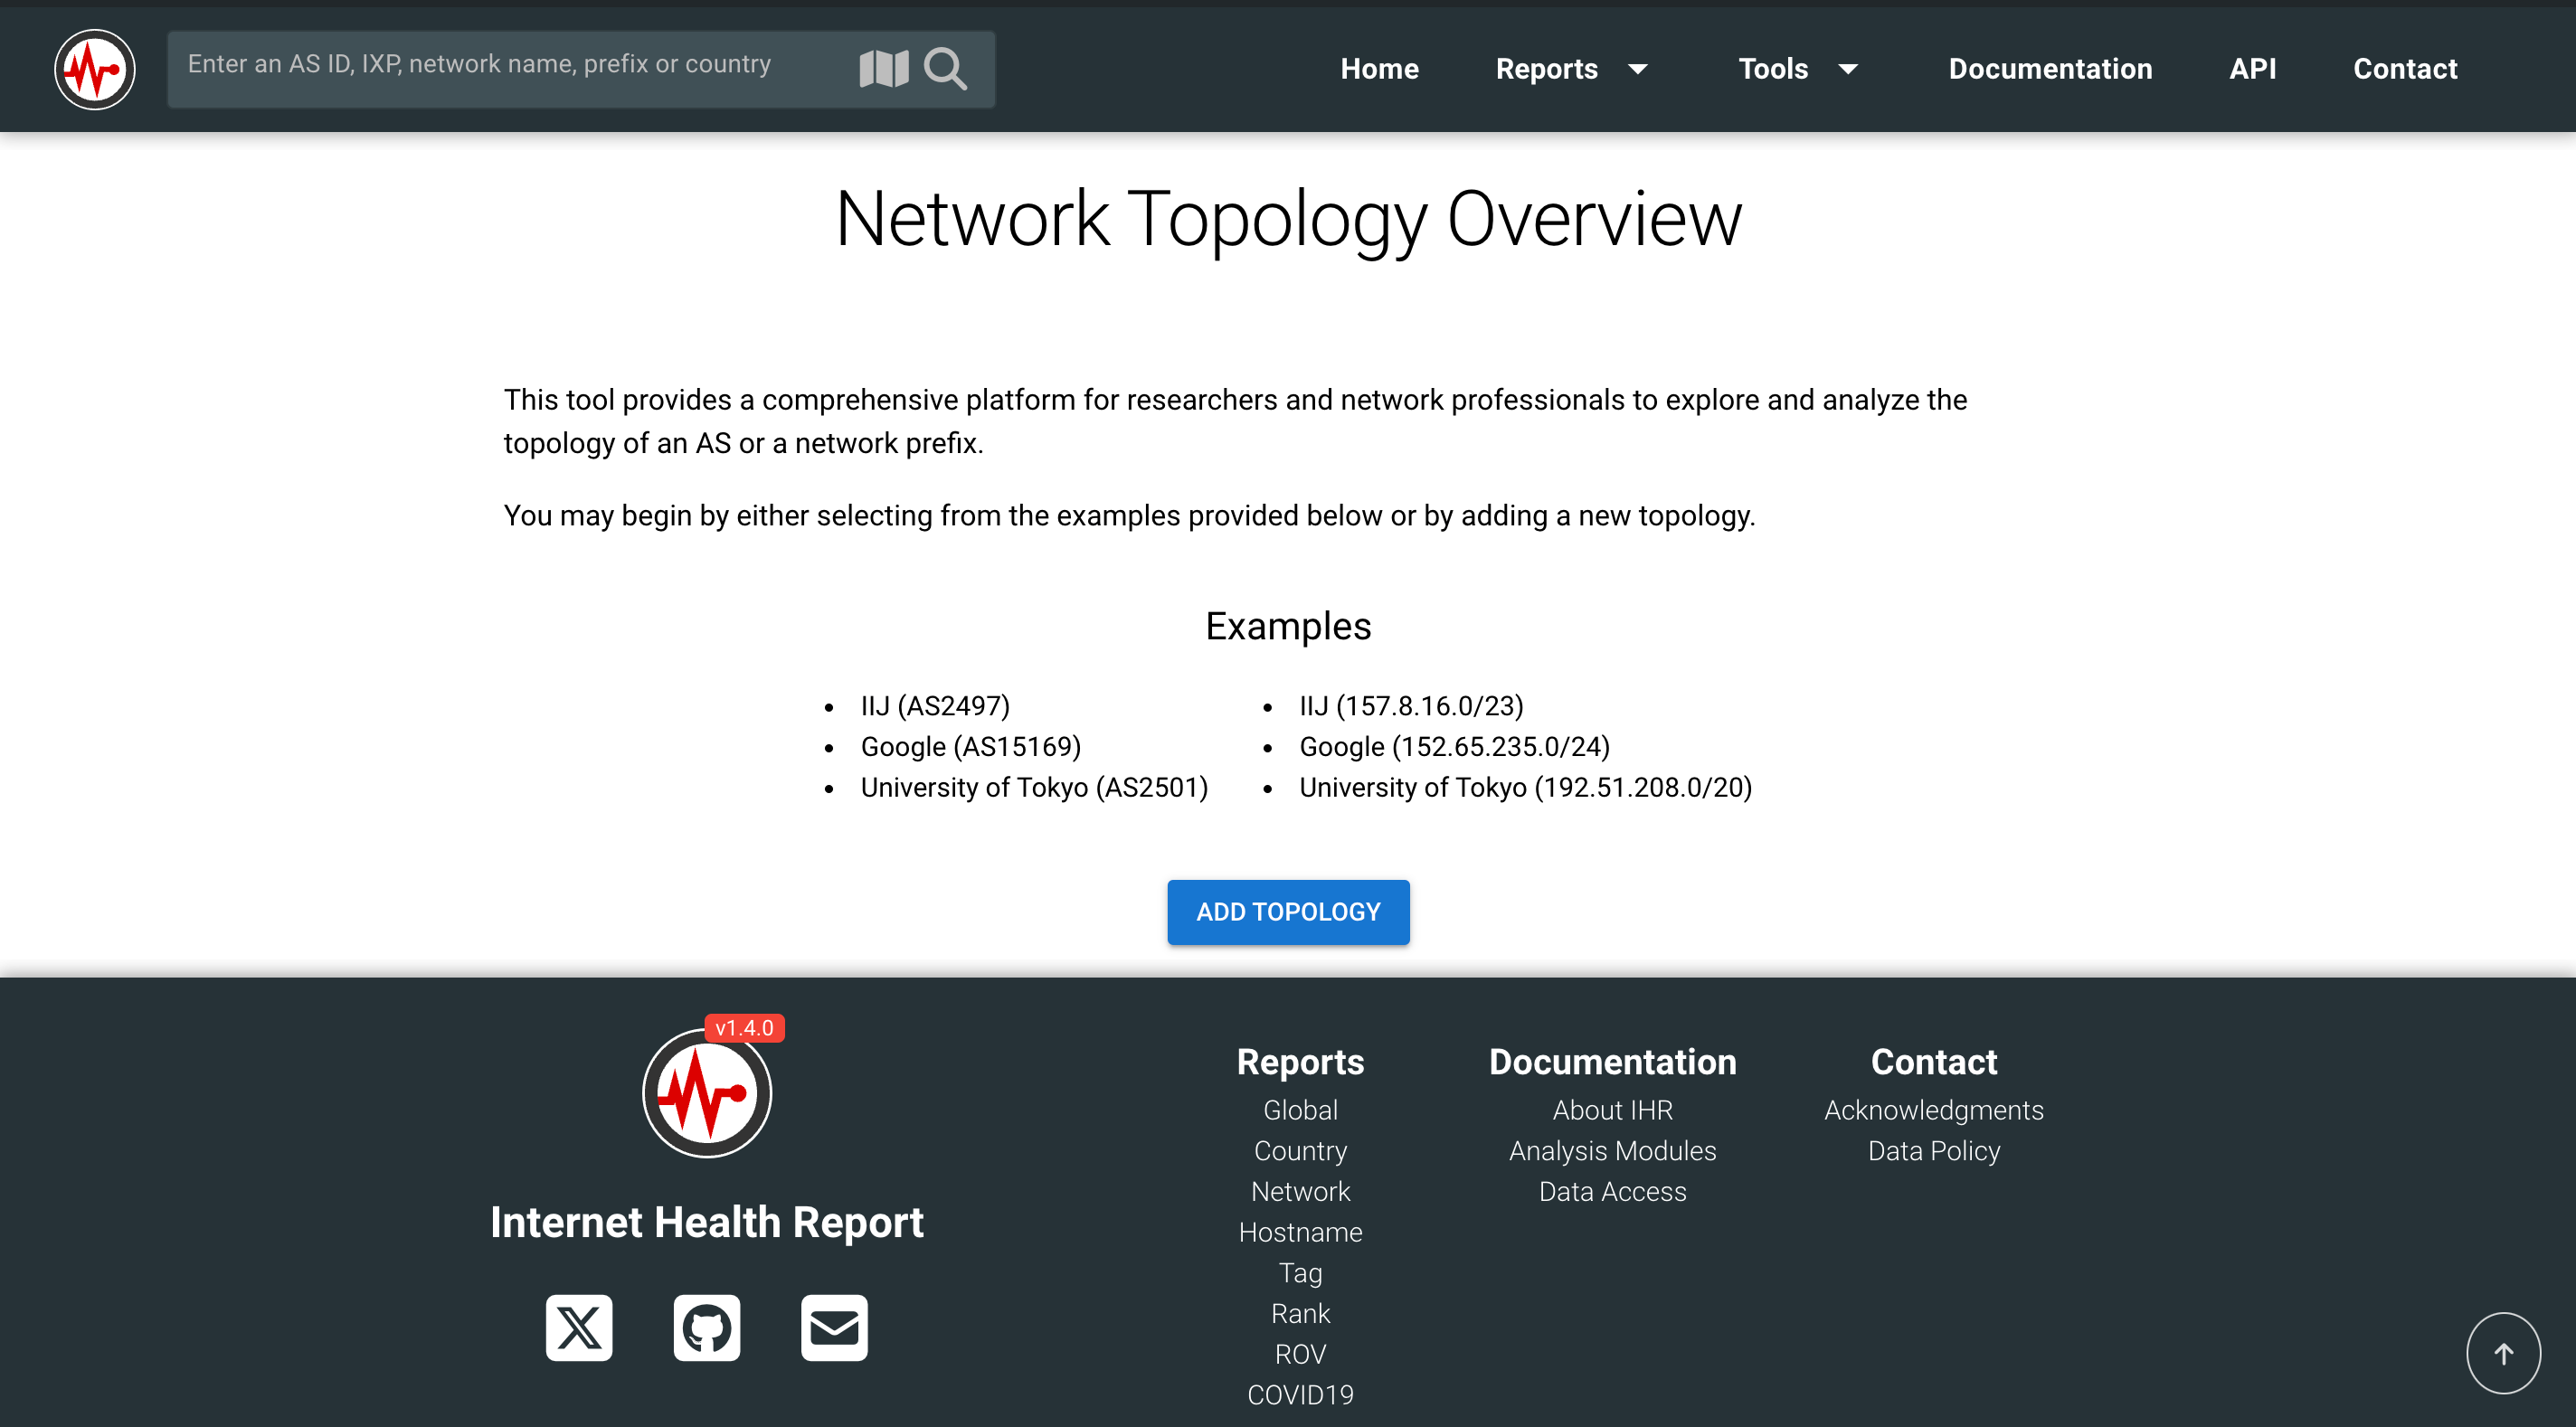 Enter an AS ID, IXP, network name, prefix or country
Home Reports Tools Documentation API Contact
Network Topology Overview
This tool provides a comprehensive platform for researchers and network professionals to explore and analyze the
topology of an AS or a network prefix.
You may begin by either selecting from the examples provided below or by adding a new topology.
Examples
• IIJ (AS2497)
• Google (AS15169)
• University of Tokyo (AS2501)
• IIJ (157.8.16.0/23)
• Google (152.65.235.0/24)
• University of Tokyo (192.51.208.0/20)
ADD TOPOLOGY
v1.4.0
Internet Health Report
Reports
Global
Country
Network
Hostname
Tag
Rank
ROV
COVID19
Documentation
About IHR
Analysis Modules
Data Access
Contact
Acknowledgments
Data Policy